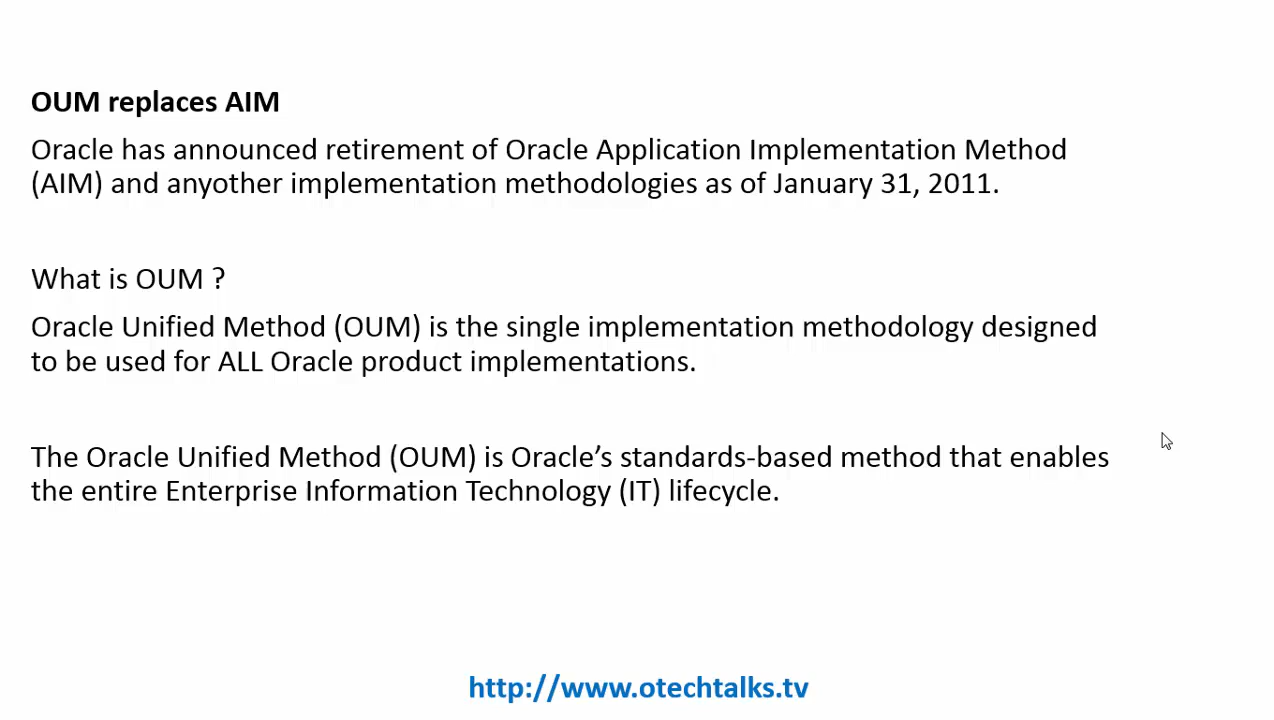 OUM replaces AIM
Oracle has announced retirement of Oracle Application Implementation Method
(AIM) and anyother implementation methodologies as of January 31, 2011.
What is OUM ?
Oracle Unified Method (OUM) is the single implementation methodology designed
to be used for ALL Oracle product implementations.
The Oracle Unified Method (OUM) is Oracle’s standards-based method that enables
the entire Enterprise Information Technology (IT) lifecycle.
http://www.otechtalks.tv